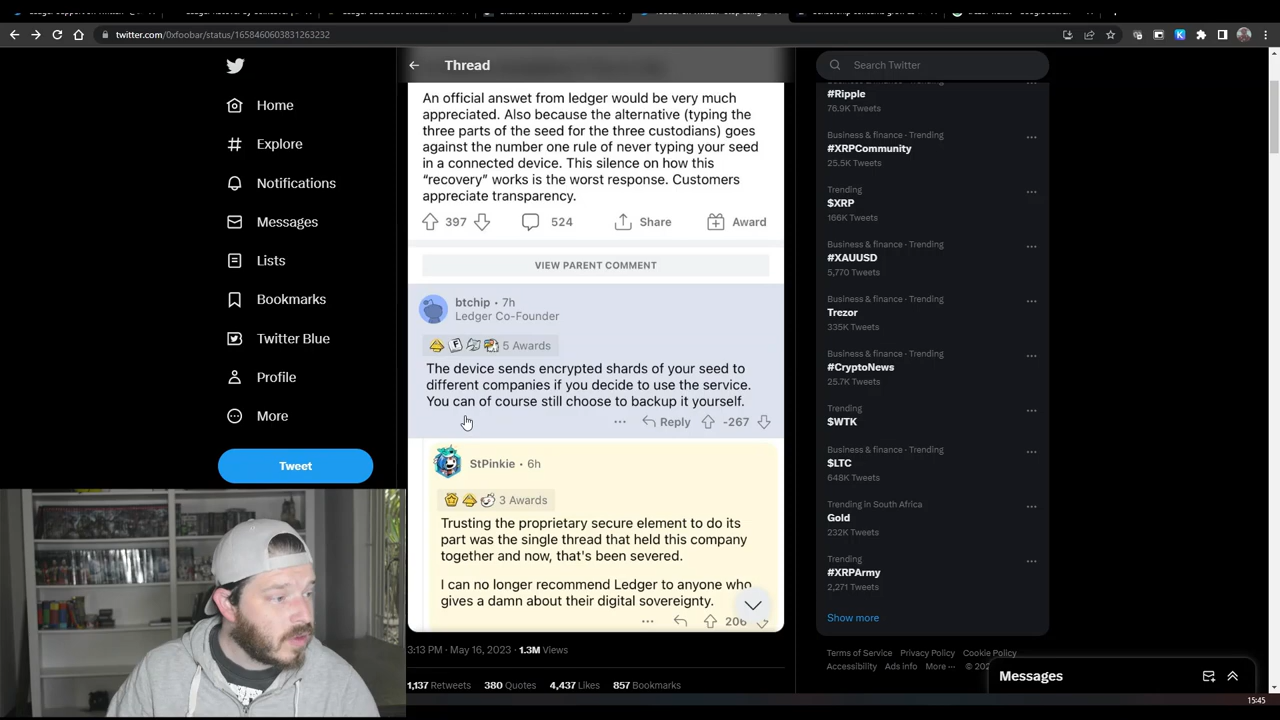 twitter.com/0xfoobar/status/1658460603831263232
Home
Explore
Notifications
Messages
Lists
Bookmarks
Twitter Blue
Profile
More
Tweet
Thread
An official answet from ledger would be very much
appreciated. Also because the alternative (typing the
three parts of the seed for the three custodians) goes
against the number one rule of never typing your seed
in a connected device. This silence on how this
“recovery” works is the worst response. Customers
appreciate transparency.
397
524
Share
Award
VIEW PARENT COMMENT
btchip · 7h
Ledger Co-Founder
5 Awards
The device sends encrypted shards of your seed to
different companies if you decide to use the service.
You can of course still choose to backup it yourself.
Reply
-267
StPinkie · 6h
3 Awards
Trusting the proprietary secure element to do its
part was the single thread that held this company
together and now, that's been severed.
I can no longer recommend Ledger to anyone who
gives a damn about their digital sovereignty.
206
3:13 PM · May 16, 2023 · 1.3M Views
1,137 Retweets 380 Quotes 4,437 Likes 857 Bookmarks
Search Twitter
#Ripple
76.9K Tweets
Business & finance · Trending
#XRPCommunity
25.5K Tweets
Trending
$XRP
166K Tweets
Business & finance · Trending
#XAUUSD
5,770 Tweets
Business & finance · Trending
Trezor
335K Tweets
Business & finance · Trending
#CryptoNews
25.7K Tweets
Trending
$WTK
Business & finance · Trending
$LTC
648K Tweets
Trending in South Africa
Gold
232K Tweets
Trending
#XRPArmy
2,271 Tweets
Show more
Terms of Service Privacy Policy Cookie Policy
Accessibility Ads info More ···
Messages
15:45